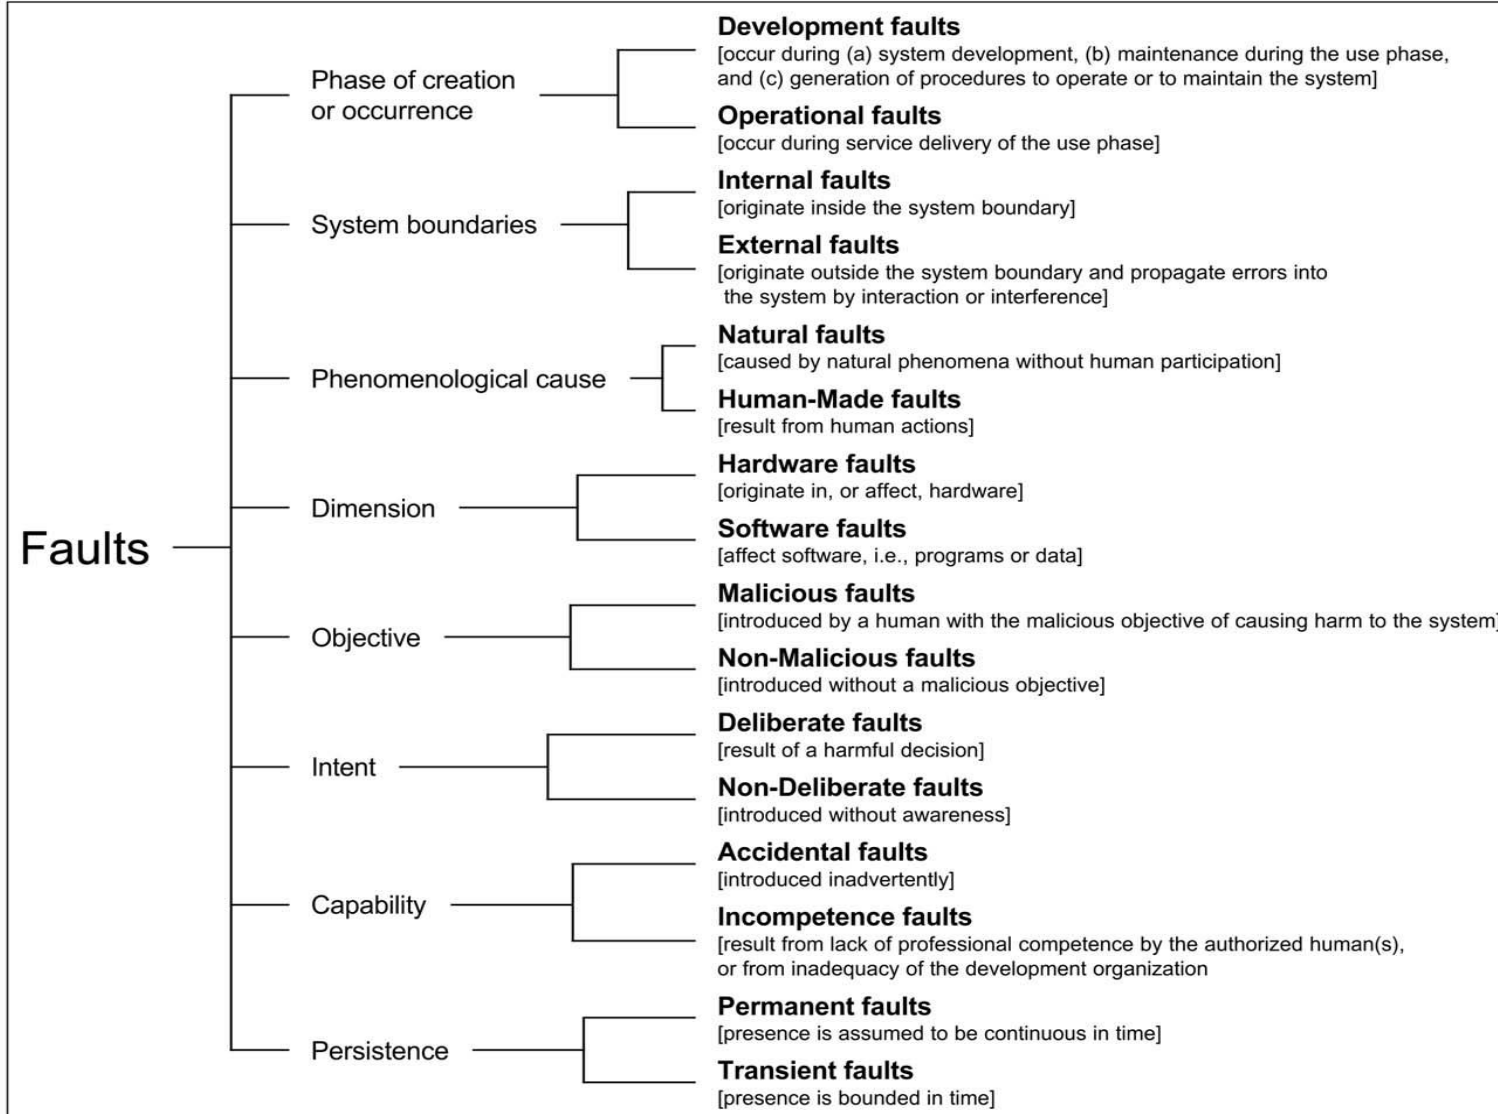 Faults
Phase of creation
or occurrence
Development faults
[occur during (a) system development, (b) maintenance during the use phase,
and (c) generation of procedures to operate or to maintain the system]
Operational faults
[occur during service delivery of the use phase]
System boundaries
Internal faults
[originate inside the system boundary]
External faults
[originate outside the system boundary and propagate errors into
the system by interaction or interference]
Phenomenological cause
Natural faults
[caused by natural phenomena without human participation]
Human-Made faults
[result from human actions]
Dimension
Hardware faults
[originate in, or affect, hardware]
Software faults
[affect software, i.e., programs or data]
Objective
Malicious faults
[introduced by a human with the malicious objective of causing harm to the system]
Non-Malicious faults
[introduced without a malicious objective]
Intent
Deliberate faults
[result of a harmful decision]
Non-Deliberate faults
[introduced without awareness]
Capability
Accidental faults
[introduced inadvertently]
Incompetence faults
[result from lack of professional competence by the authorized human(s),
or from inadequacy of the development organization
Persistence
Permanent faults
[presence is assumed to be continuous in time]
Transient faults
[presence is bounded in time]